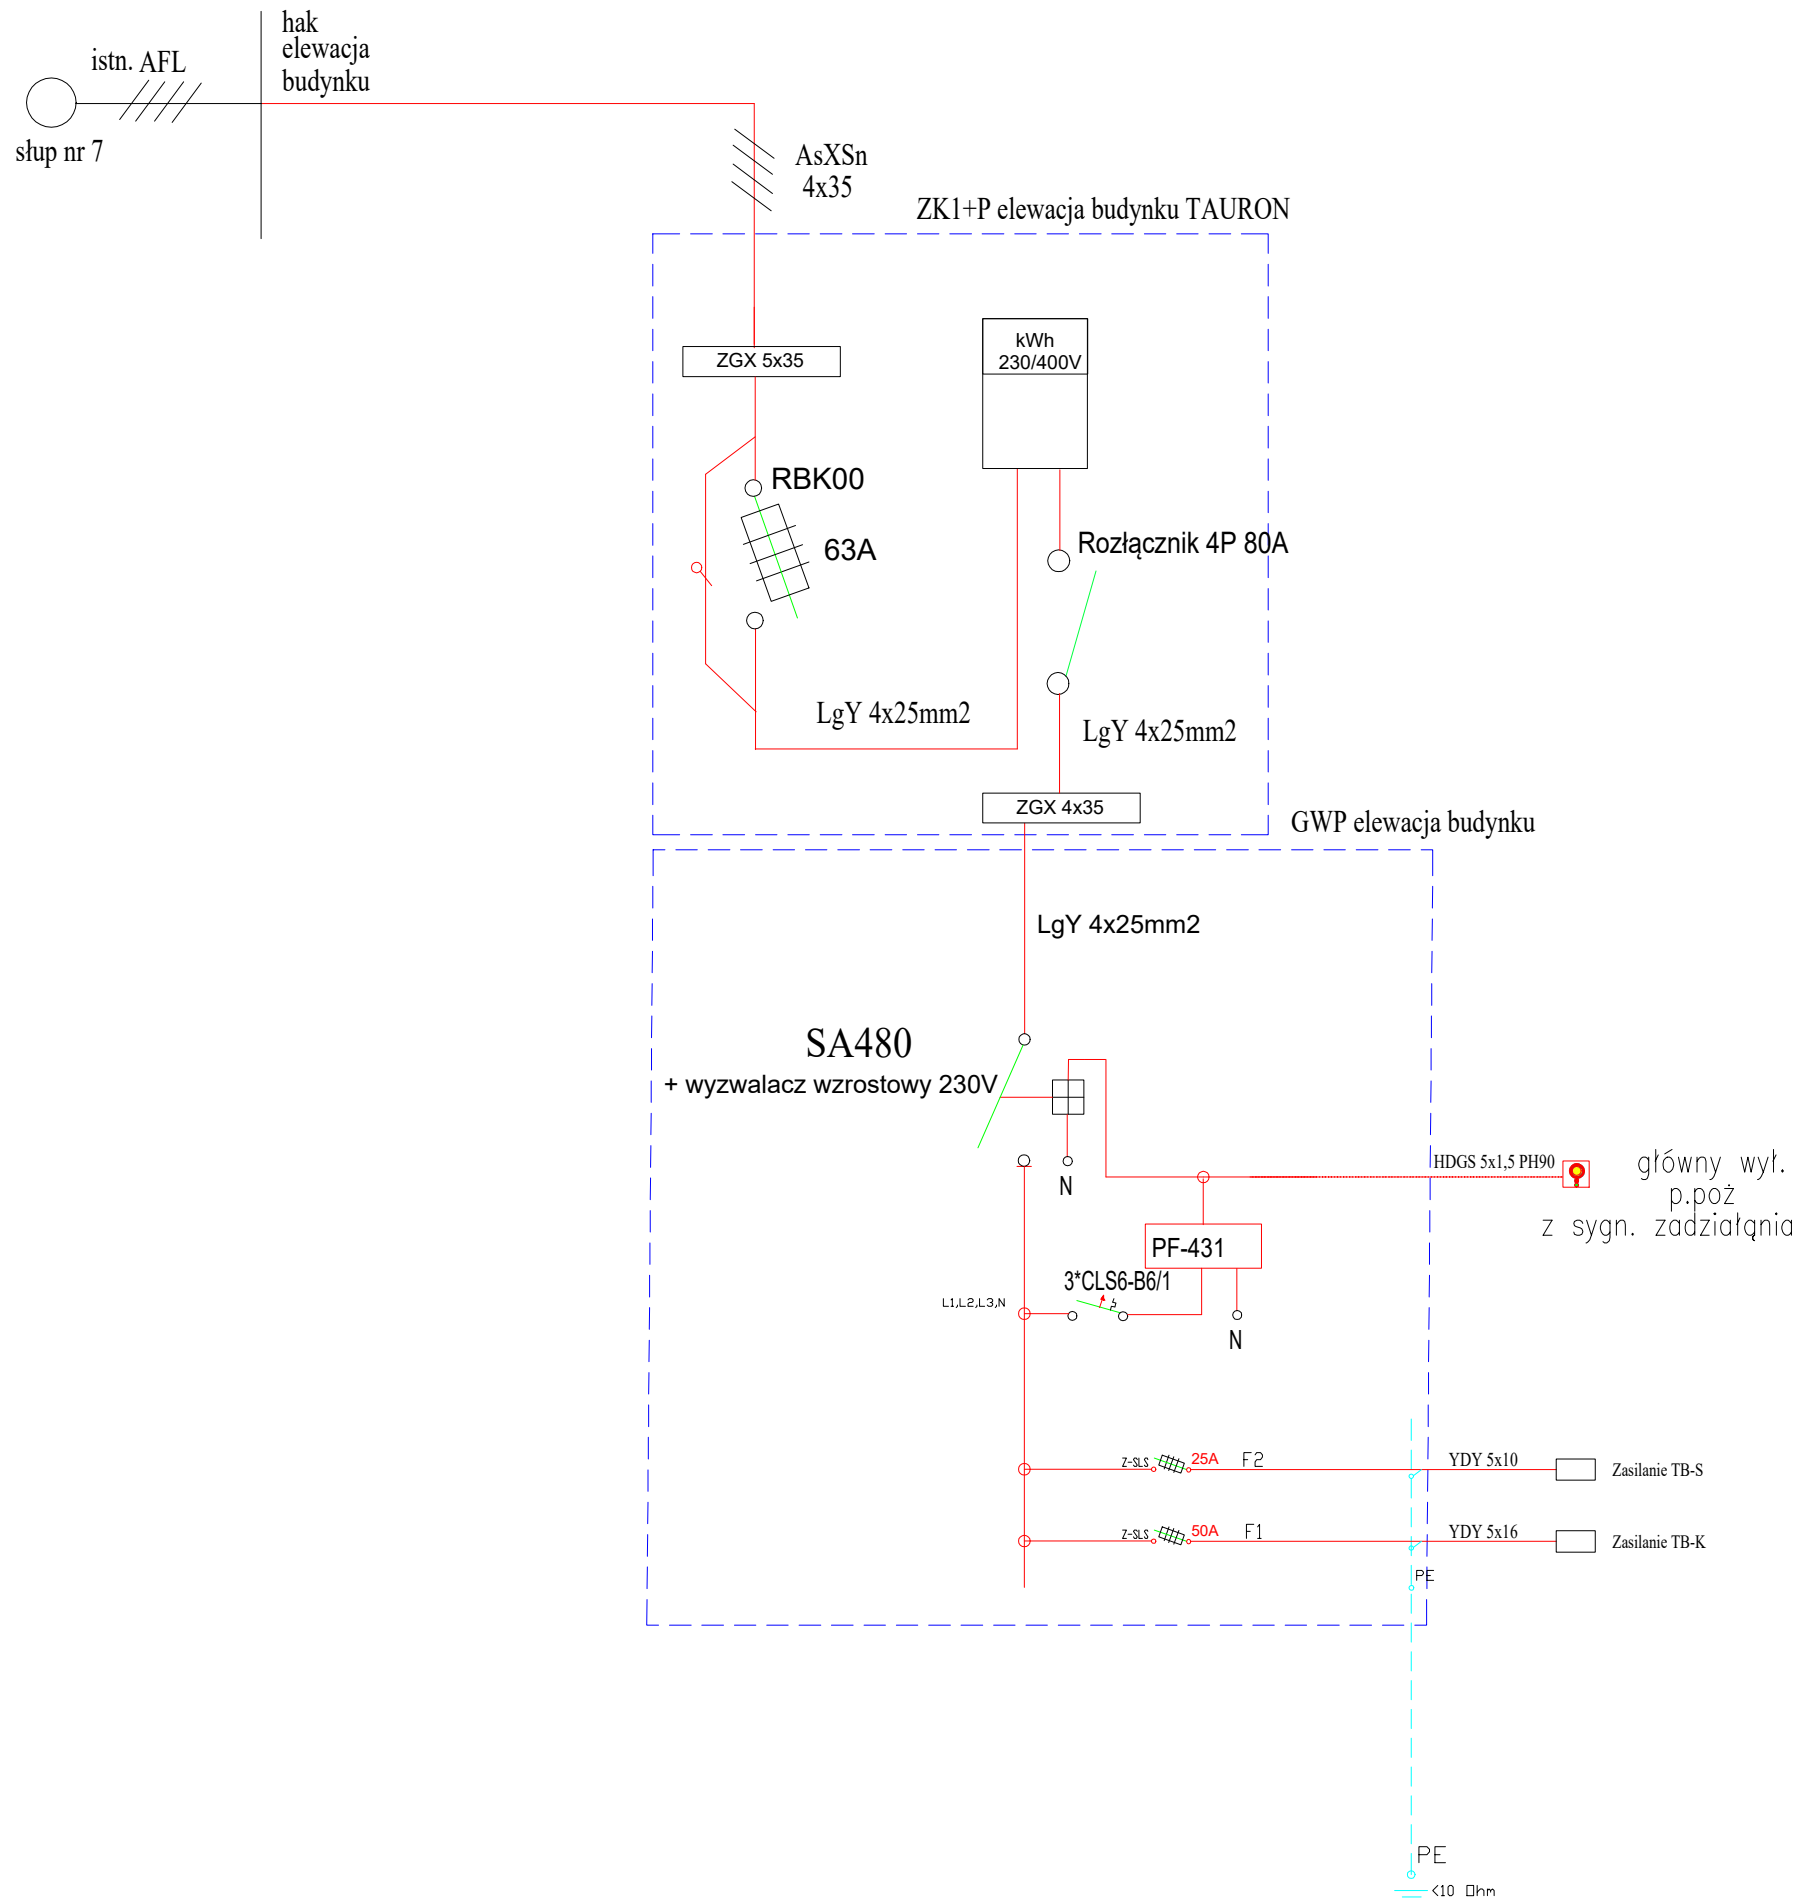 hak
elewacja
budynku
istn. AFL
słup nr 7
AsXSn
4x35
ZK1+P elewacja budynku TAURON
ZGX 5x35
kWh
230/400V
RBK00
63A
Rozłącznik 4P 80A
LgY 4x25mm2
LgY 4x25mm2
ZGX 4x35
GWP elewacja budynku
LgY 4x25mm2
SA480
+ wyzwalacz wzrostowy 230V
N
HDGS 5x1,5 PH90
główny wył.
p.poż
z sygn. zadziałąnia
PF-431
3*CLS6-B6/1
L1,L2,L3,N
N
Z-SLS 25A F2 YDY 5x10 Zasilanie TB-S
Z-SLS 50A F1 YDY 5x16 Zasilanie TB-K
PE
PE
<10 Ohm